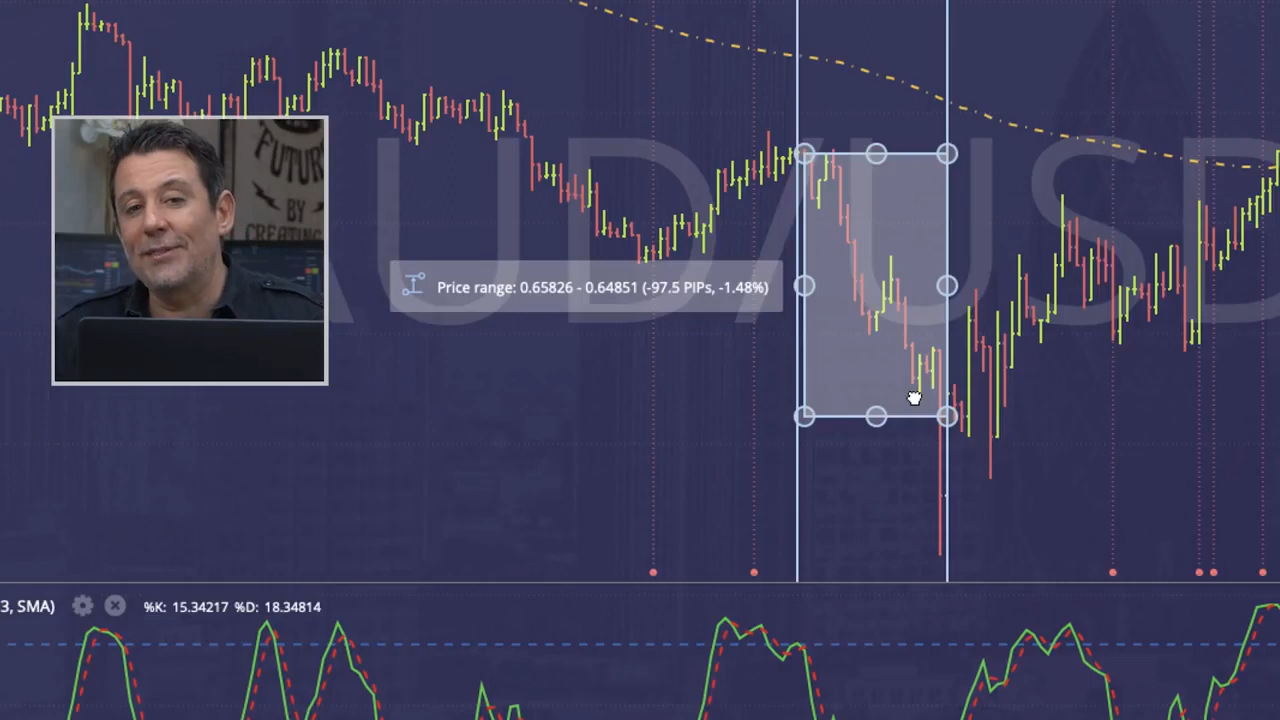 AUD/USD
FUTURE
BY
CREATING
Price range: 0.65826 - 0.64851 (-97.5 PIPs, -1.48%)
3, SMA) %K: 15.34217 %D: 18.34814